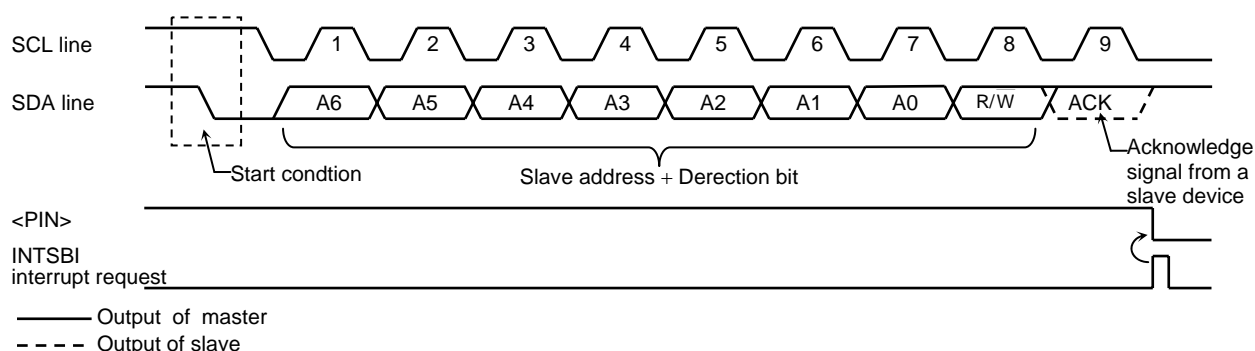 SCL line
1 2 3 4 5 6 7 8 9
SDA line
A6 A5 A4 A3 A2 A1 A0 R/W̅ ACK
Start condtion
Slave address + Derection bit
Acknowledge
signal from a
slave device
<PIN>
INTSBI
interrupt request
Output of master
Output of slave